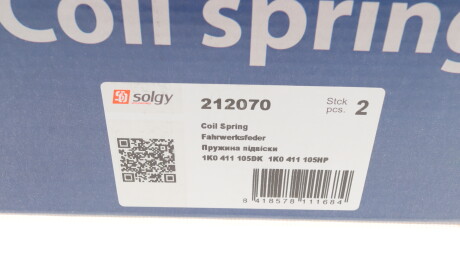 Coil spring
solgy
212070
Stck
pcs. 2
Coil Spring
Fahrwerksfeder
Пружина підвіски
1K0 411 105DK 1K0 411 105HP
8 418578 111684